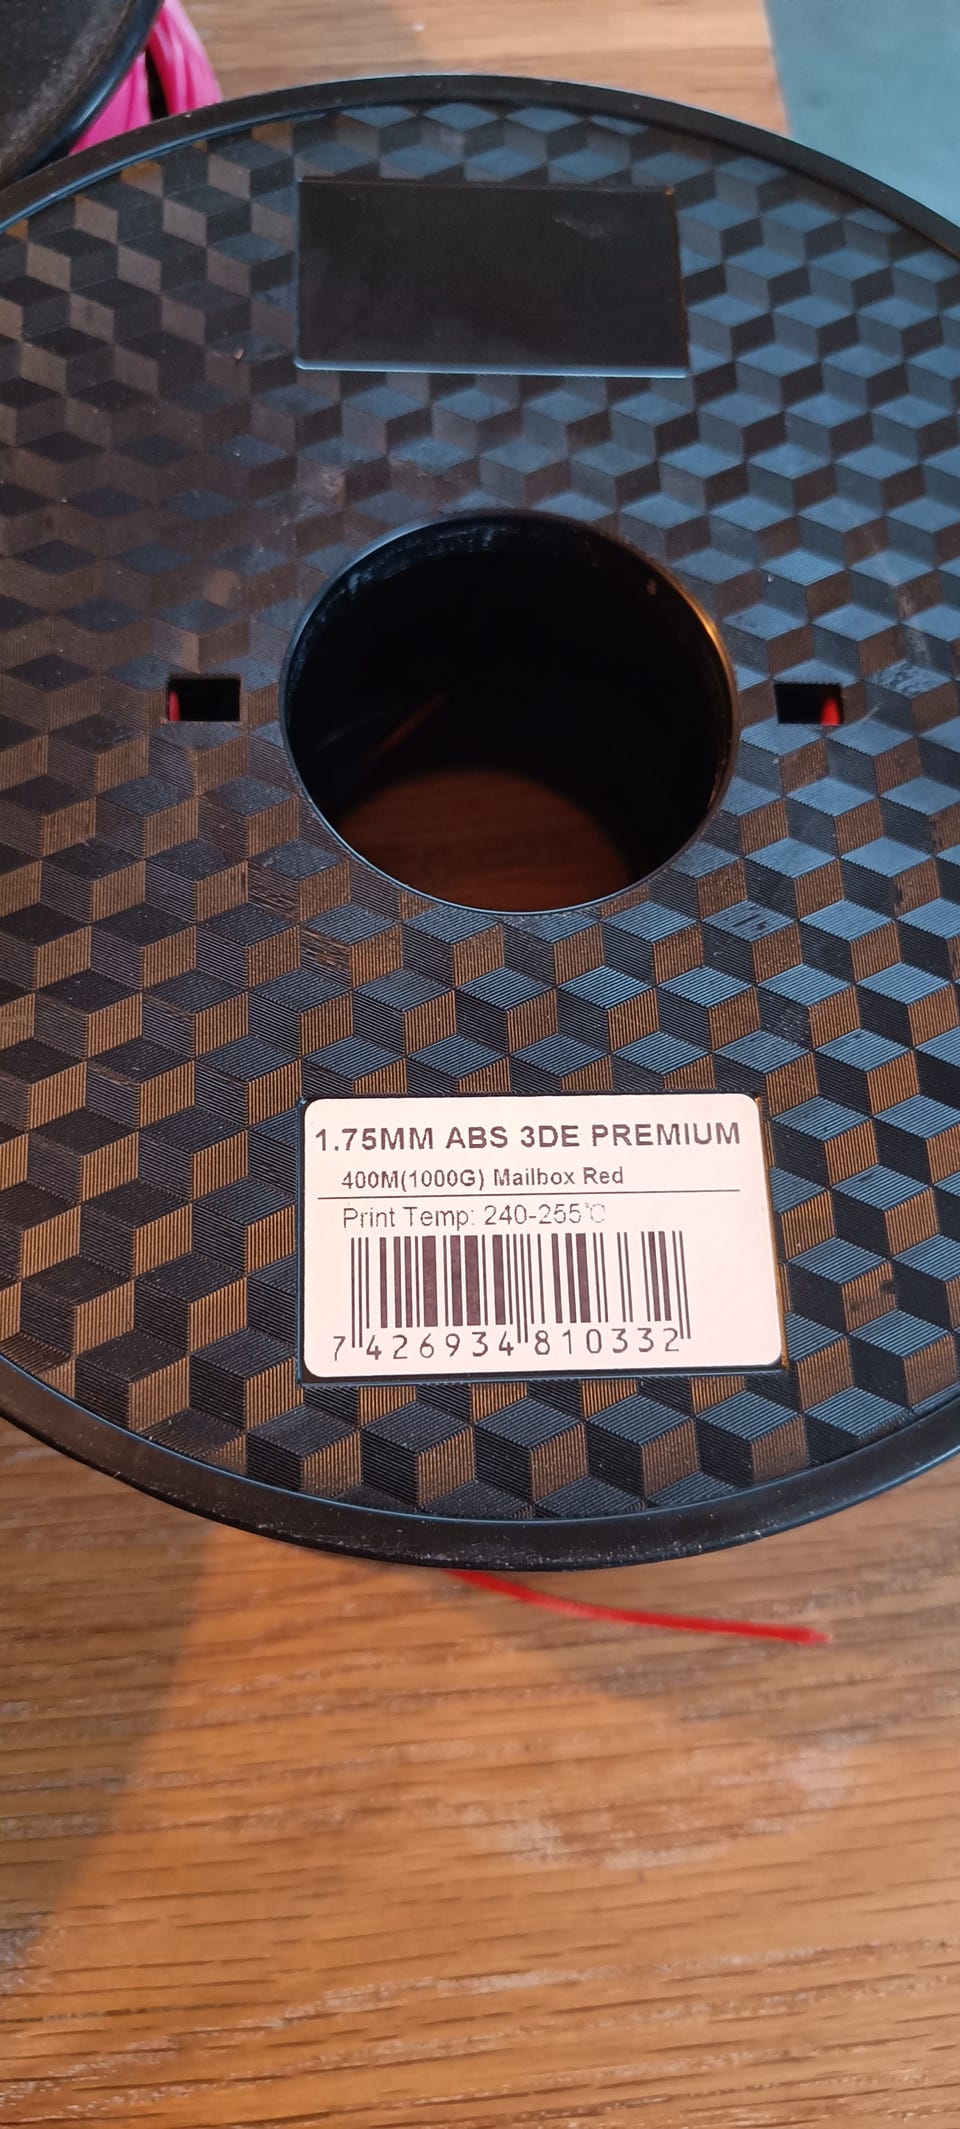 1.75MM ABS 3DE PREMIUM
400M(1000G) Mailbox Red
Print Temp: 240-255°C
7 426934 810332